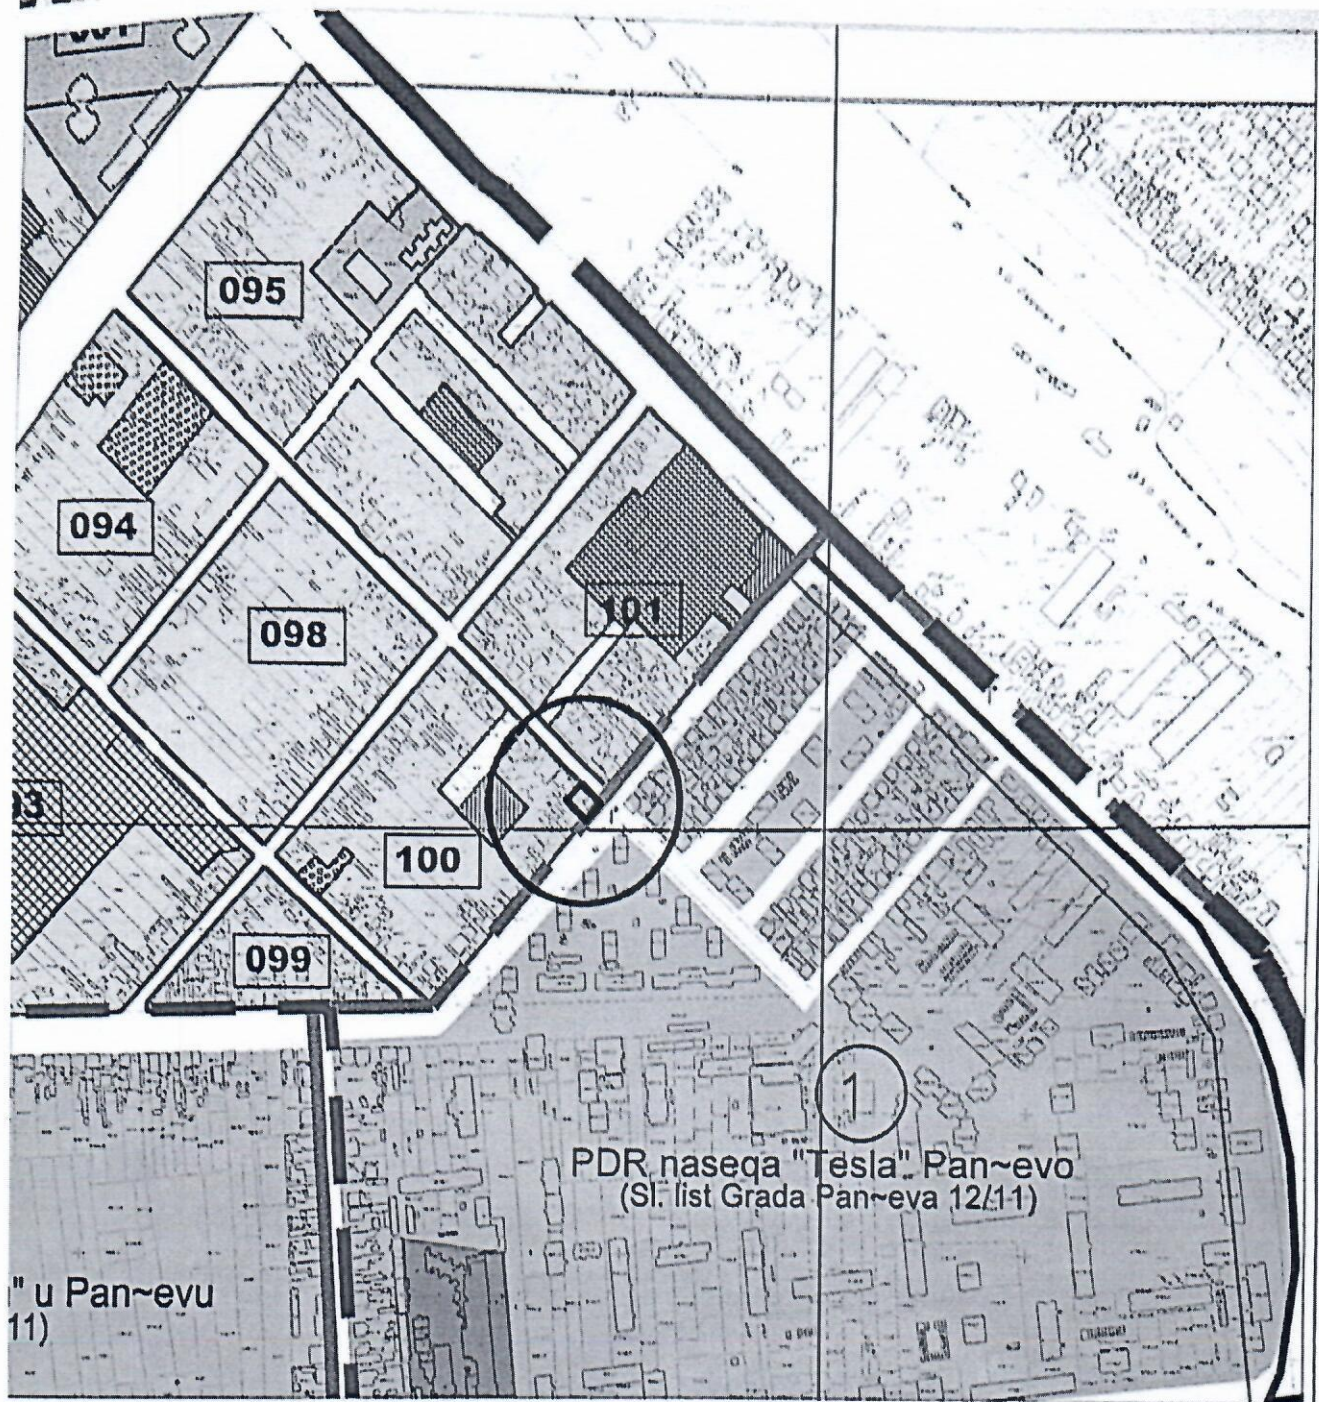 095
094
098
101
100
099
1
PDR naseqa "Tesla" Pan~evo
(Sl. list Grada Pan~eva 12/11)
" u Pan~evu
11)